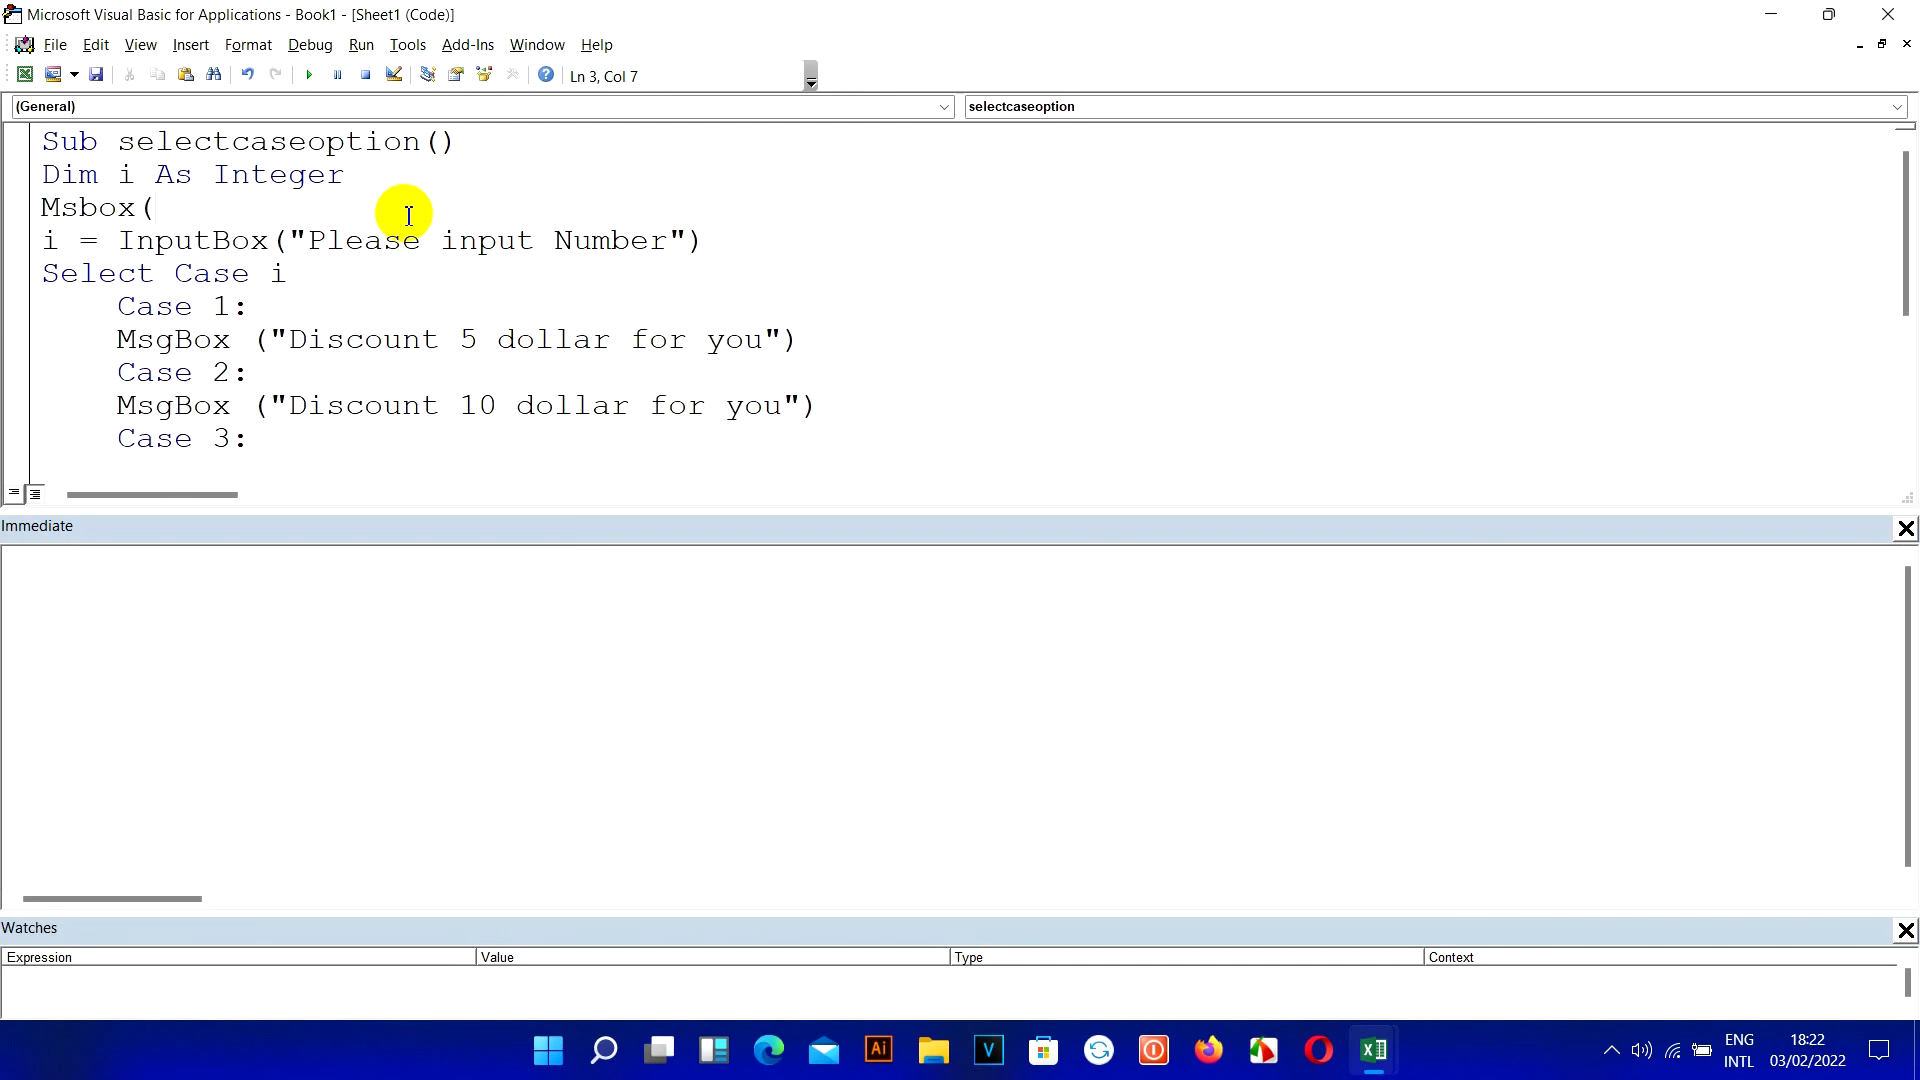 Microsoft Visual Basic for Applications - Book1 - [Sheet1 (Code)]
File Edit View Insert Format Debug Run Tools Add-Ins Window Help
Ln 3, Col 7
(General) selectcaseoption
Sub selectcaseoption()
Dim i As Integer
Msbox(
i = InputBox("Please input Number")
Select Case i
Case 1:
MsgBox ("Discount 5 dollar for you")
Case 2:
MsgBox ("Discount 10 dollar for you")
Case 3:
Immediate
Watches
Expression Value Type Context
Ai V
ENG 18:22
INTL 03/02/2022